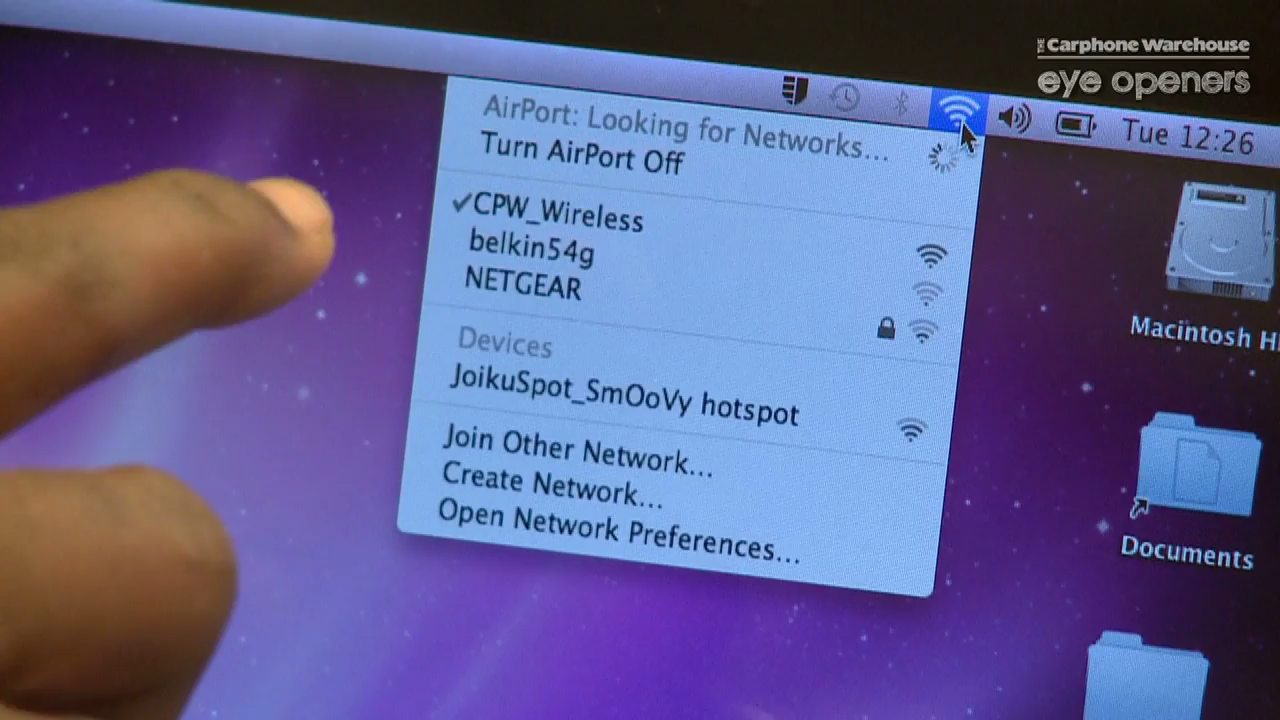 THE Carphone Warehouse
eye openers
Tue 12:26
AirPort: Looking for Networks...
Turn AirPort Off
CPW_Wireless
belkin54g
NETGEAR
Devices
JoikuSpot_SmOoVy hotspot
Join Other Network...
Create Network...
Open Network Preferences...
Macintosh H
Documents